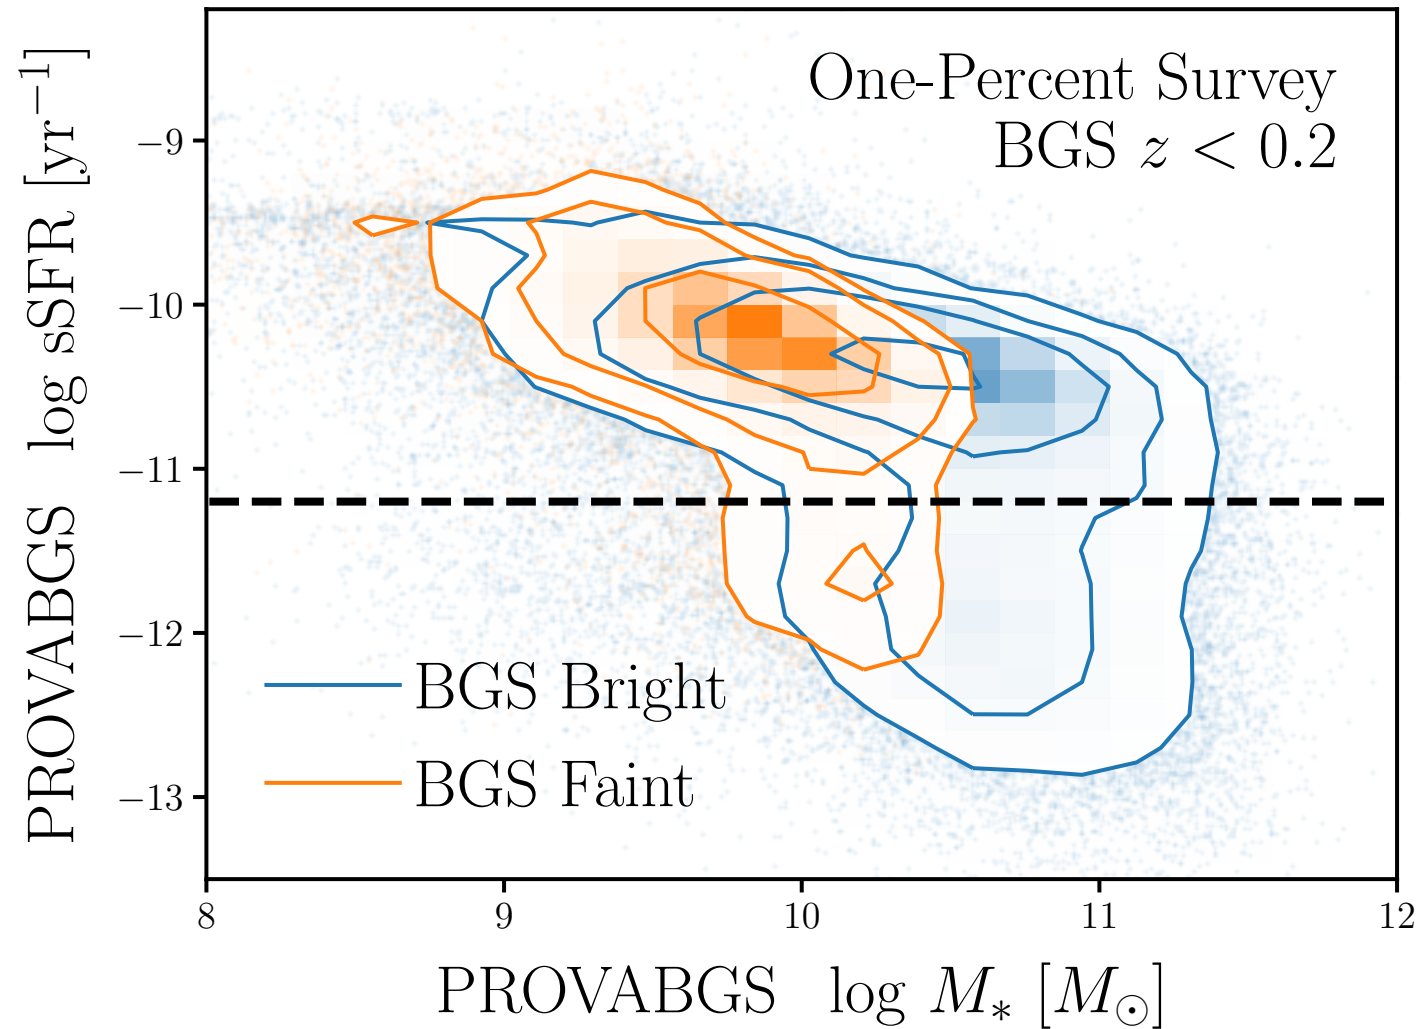 One-Percent Survey
BGS z < 0.2
PROVABGS log sSFR [yr⁻¹]
−9
−10
−11
−12
−13
BGS Bright
BGS Faint
8 9 10 11 12
PROVABGS log M∗ [M⊙]